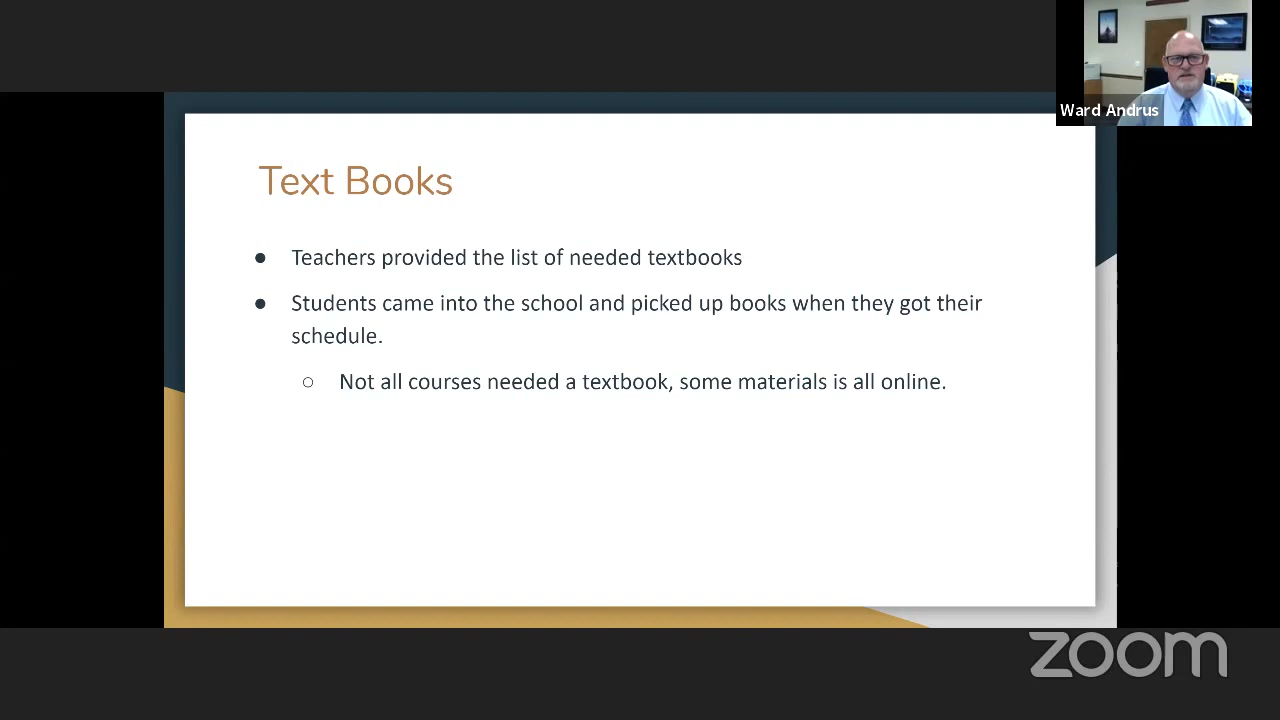 Ward Andrus
Text Books
● Teachers provided the list of needed textbooks
● Students came into the school and picked up books when they got their
schedule.
○ Not all courses needed a textbook, some materials is all online.
zoom